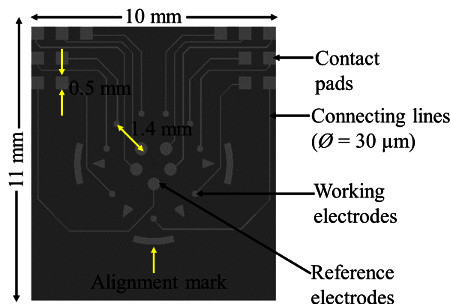 10 mm
11 mm
0.5 mm
1.4 mm
Contact
pads
Connecting lines
(Ø = 30 µm)
Working
electrodes
Reference
electrodes
Alignment mark